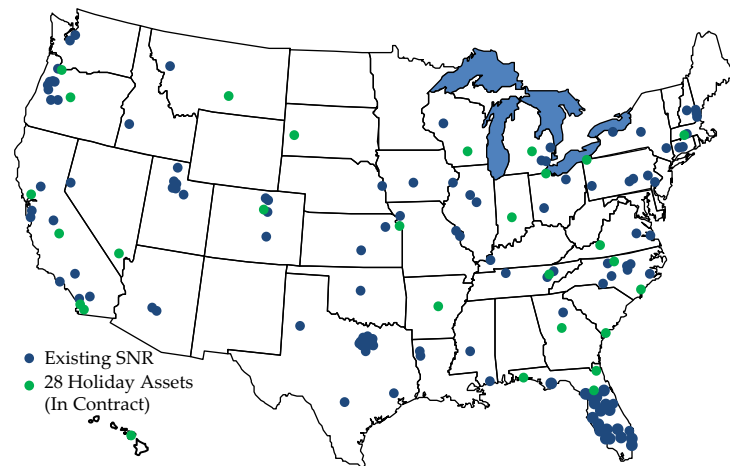 Existing SNR
28 Holiday Assets
(In Contract)